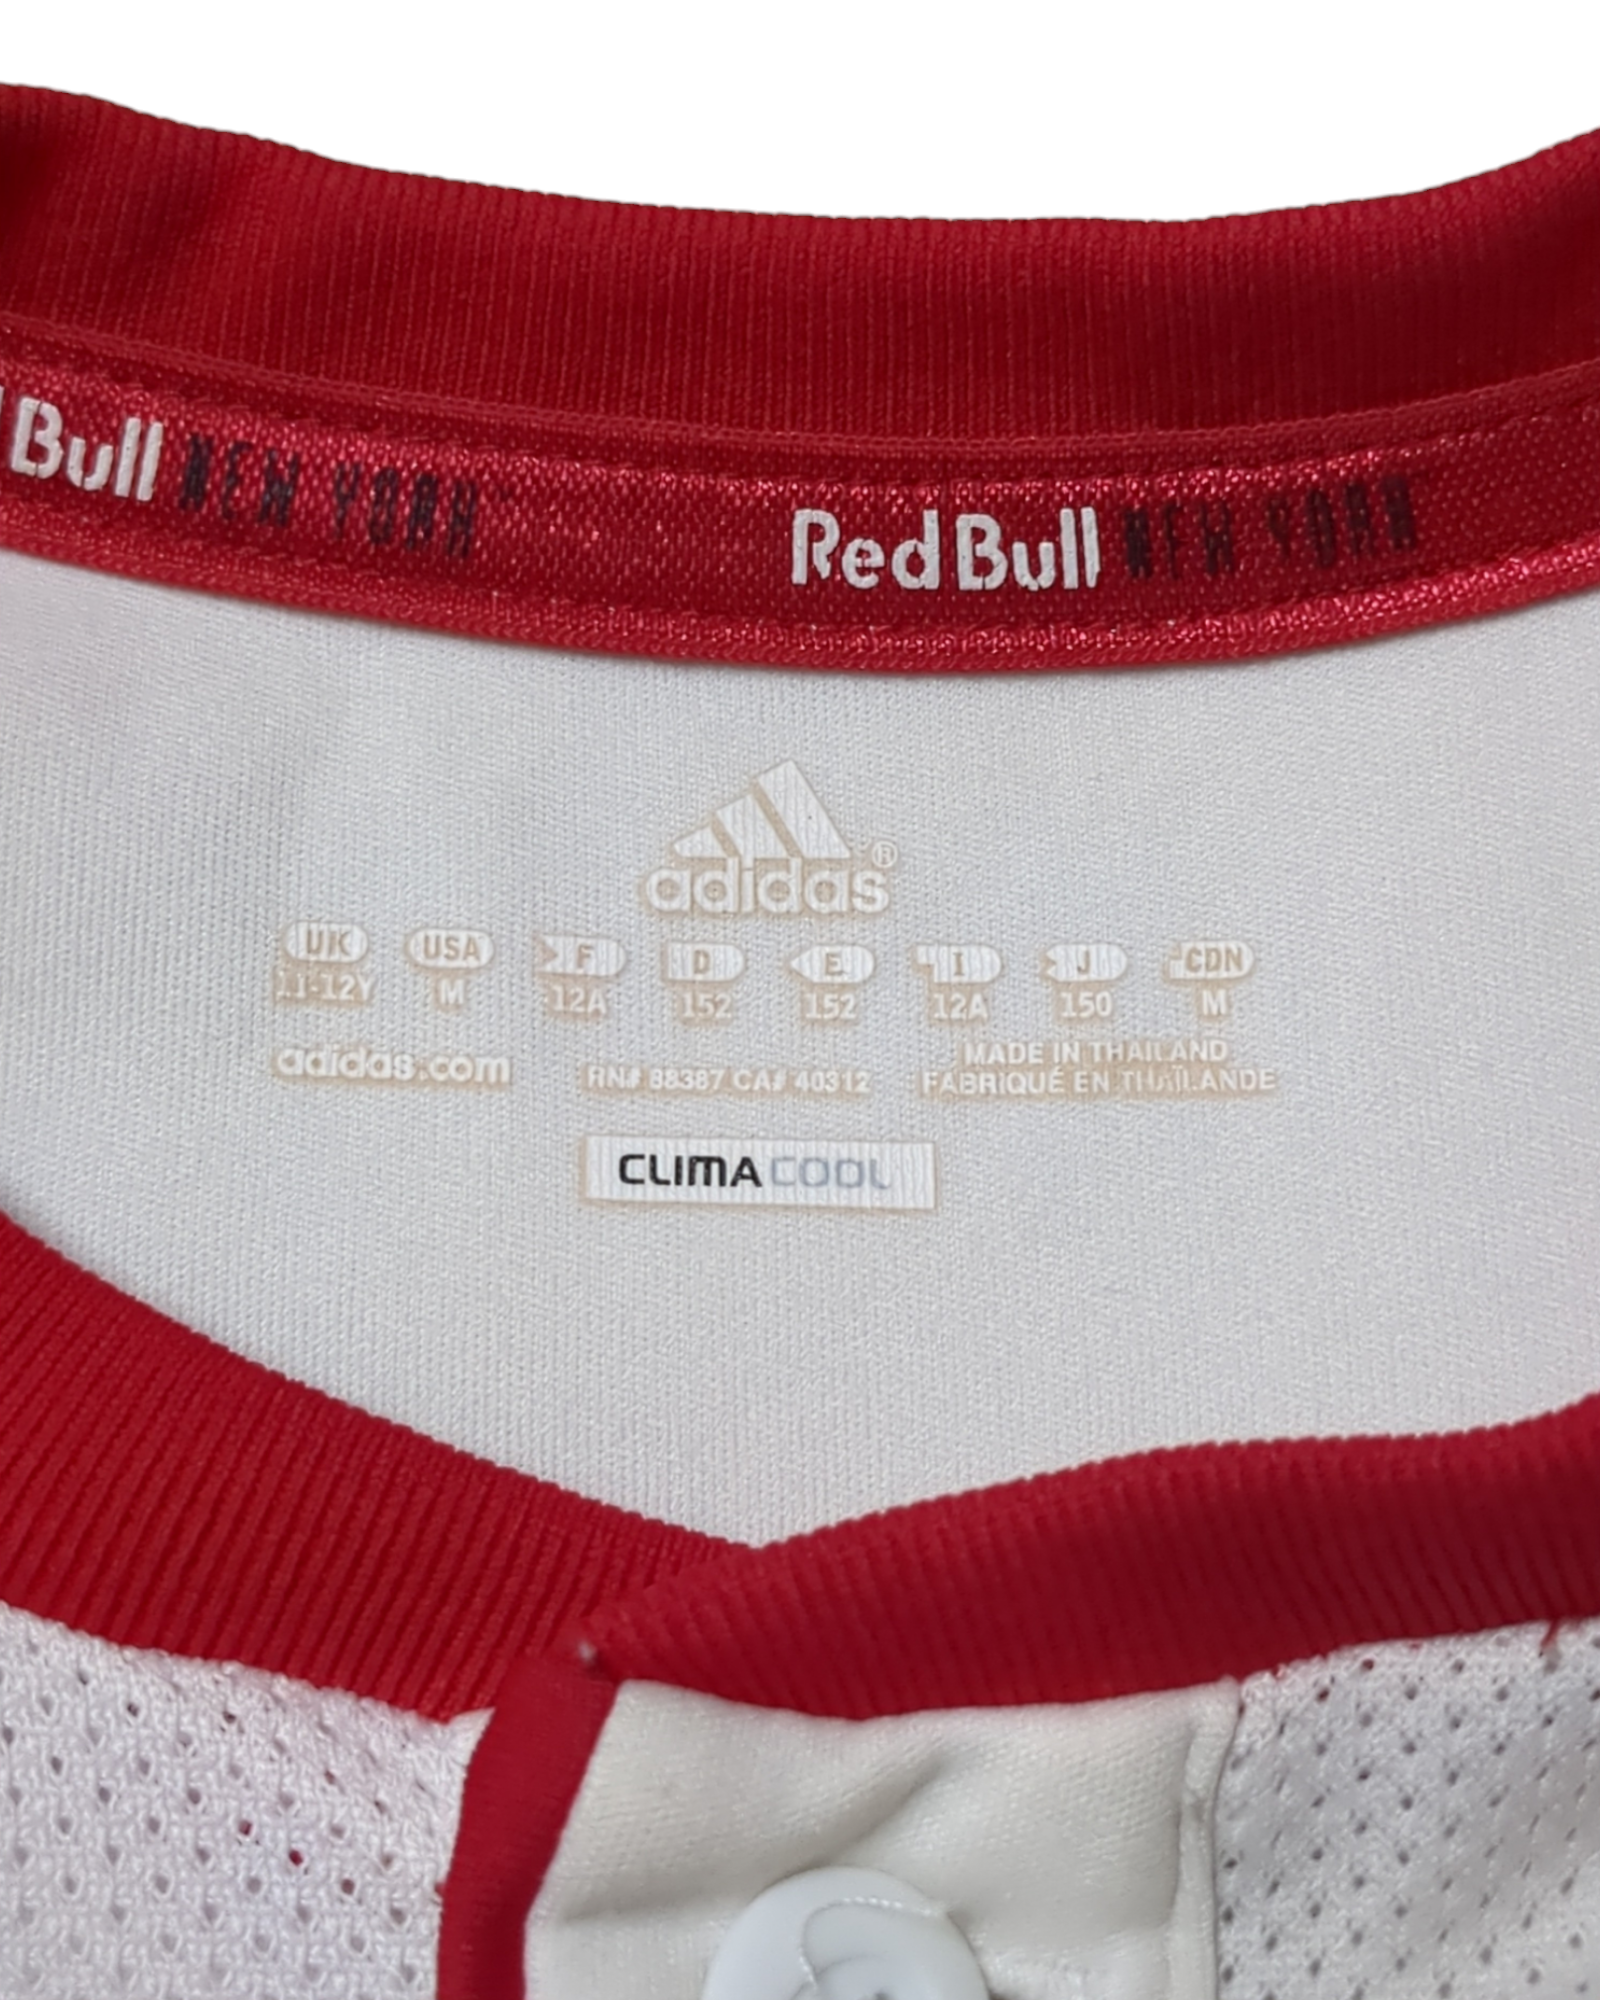 Bull NEW YORK™
Red Bull NEW YORK
adidas®
UK USA F D E I J CDN
11-12Y M 12A 152 152 12A 150 M
adidas.com
RN# 88387 CA# 40312
MADE IN THAILAND
FABRIQUÉ EN THAÏLANDE
CLIMACOOL